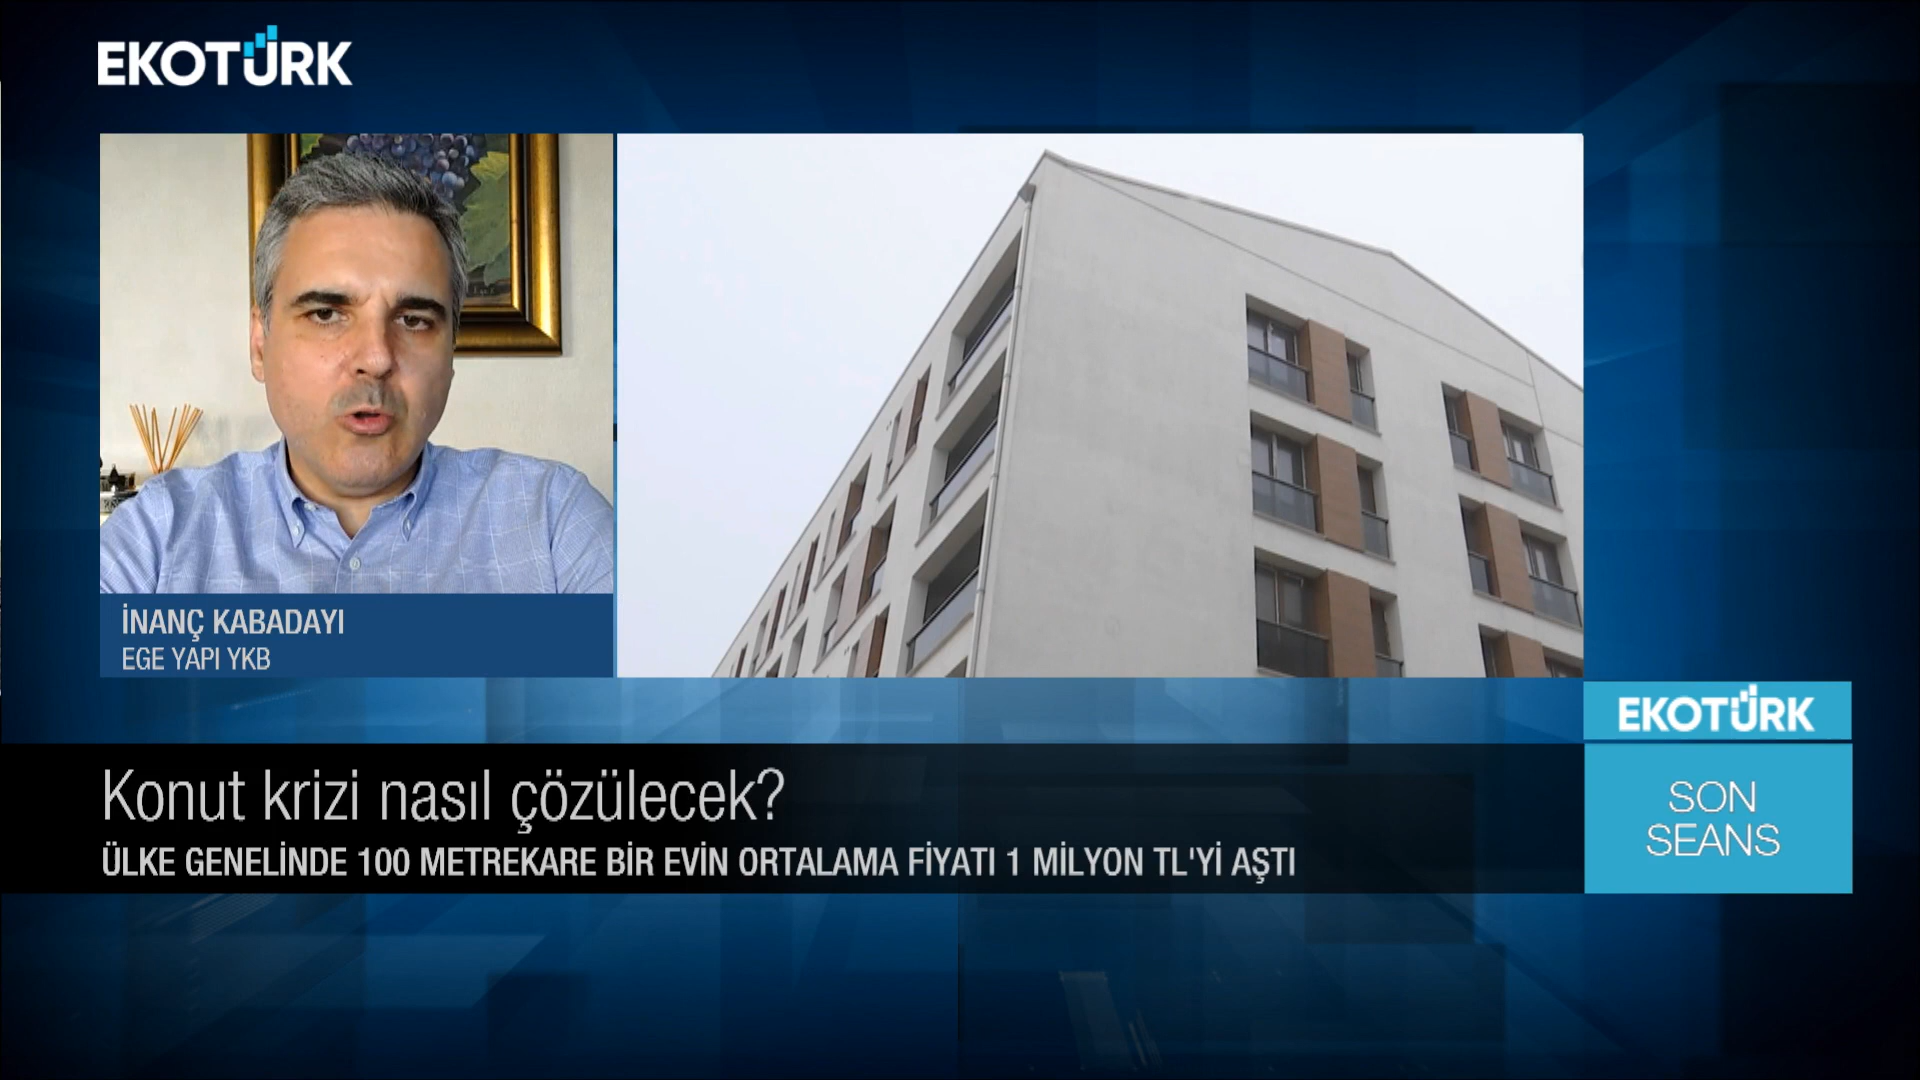 EKOTÜRK
İNANÇ KABADAYI
EGE YAPI YKB
EKOTÜRK
Konut krizi nasıl çözülecek?
ÜLKE GENELİNDE 100 METREKARE BİR EVİN ORTALAMA FİYATI 1 MİLYON TL'Yİ AŞTI
SON
SEANS